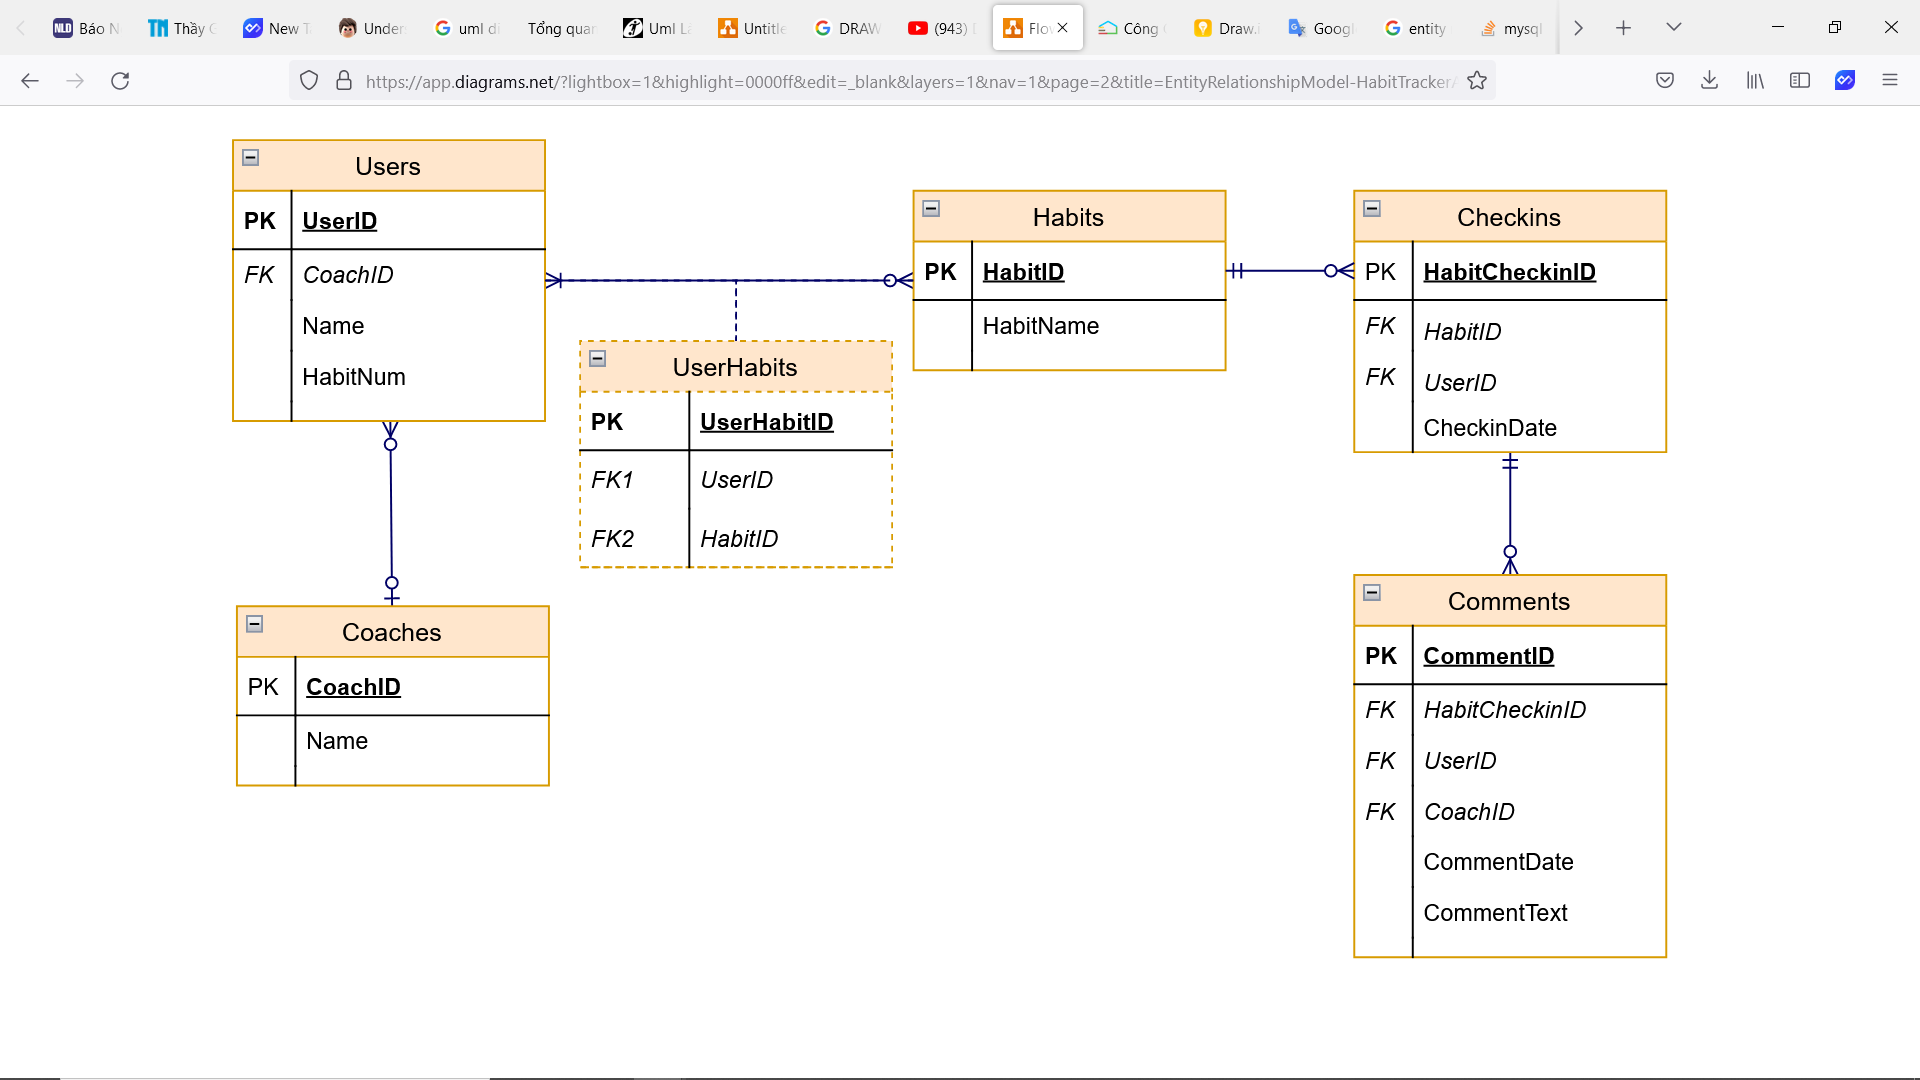 Báo N
Thầy C
New T
Under
uml di
Tổng quan
Uml Là
Untitle
DRAW
(943)
Flo
Công
Draw.i
Googl
entity
mysql
https://app.diagrams.net/?lightbox=1&highlight=0000ff&edit=_blank&layers=1&nav=1&page=2&title=EntityRelationshipModel-HabitTracker
Users
PK UserID
FK CoachID
Name
HabitNum
Habits
PK HabitID
HabitName
Checkins
PK HabitCheckinID
FK HabitID
FK UserID
CheckinDate
UserHabits
PK UserHabitID
FK1 UserID
FK2 HabitID
Coaches
PK CoachID
Name
Comments
PK CommentID
FK HabitCheckinID
FK UserID
FK CoachID
CommentDate
CommentText